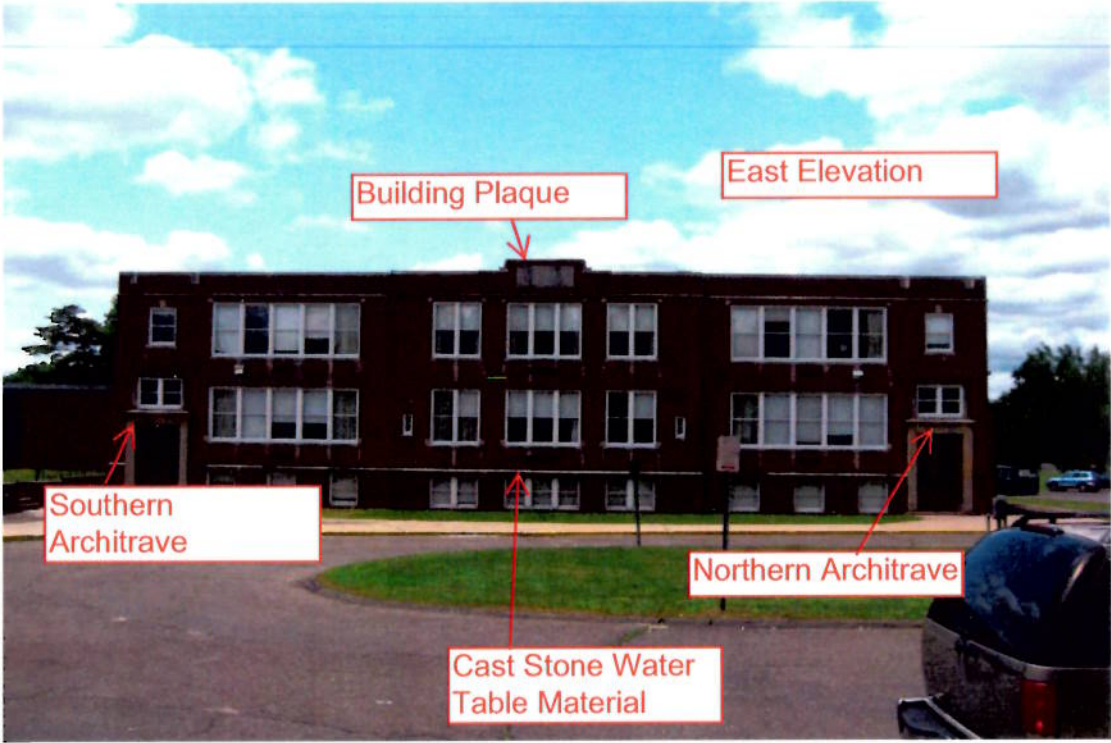 East Elevation
Building Plaque
Southern
Architrave
Northern Architrave
Cast Stone Water
Table Material